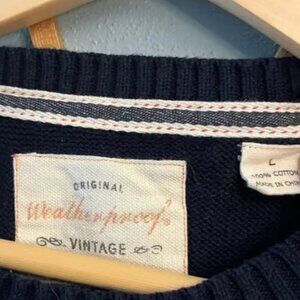 ORIGINAL
Weatherproof
VINTAGE
L
100% COTTON
MADE IN CHINA